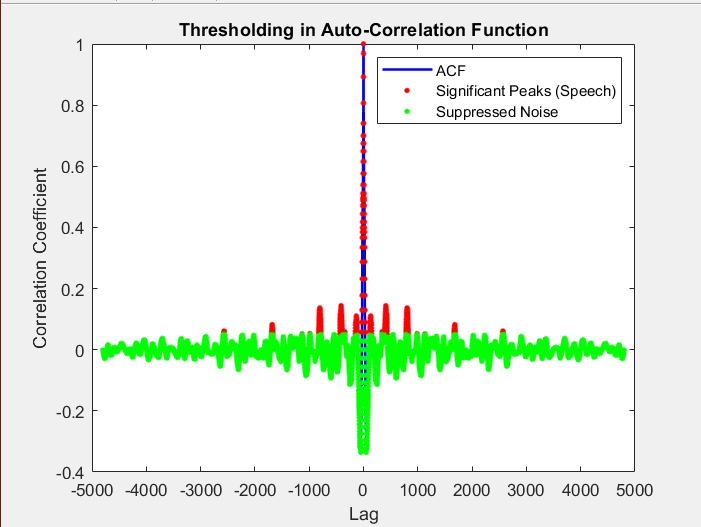 Thresholding in Auto-Correlation Function
ACF
Significant Peaks (Speech)
Suppressed Noise
Correlation Coefficient
1
0.8
0.6
0.4
0.2
0
-0.2
-0.4
-5000 -4000 -3000 -2000 -1000 0 1000 2000 3000 4000 5000
Lag